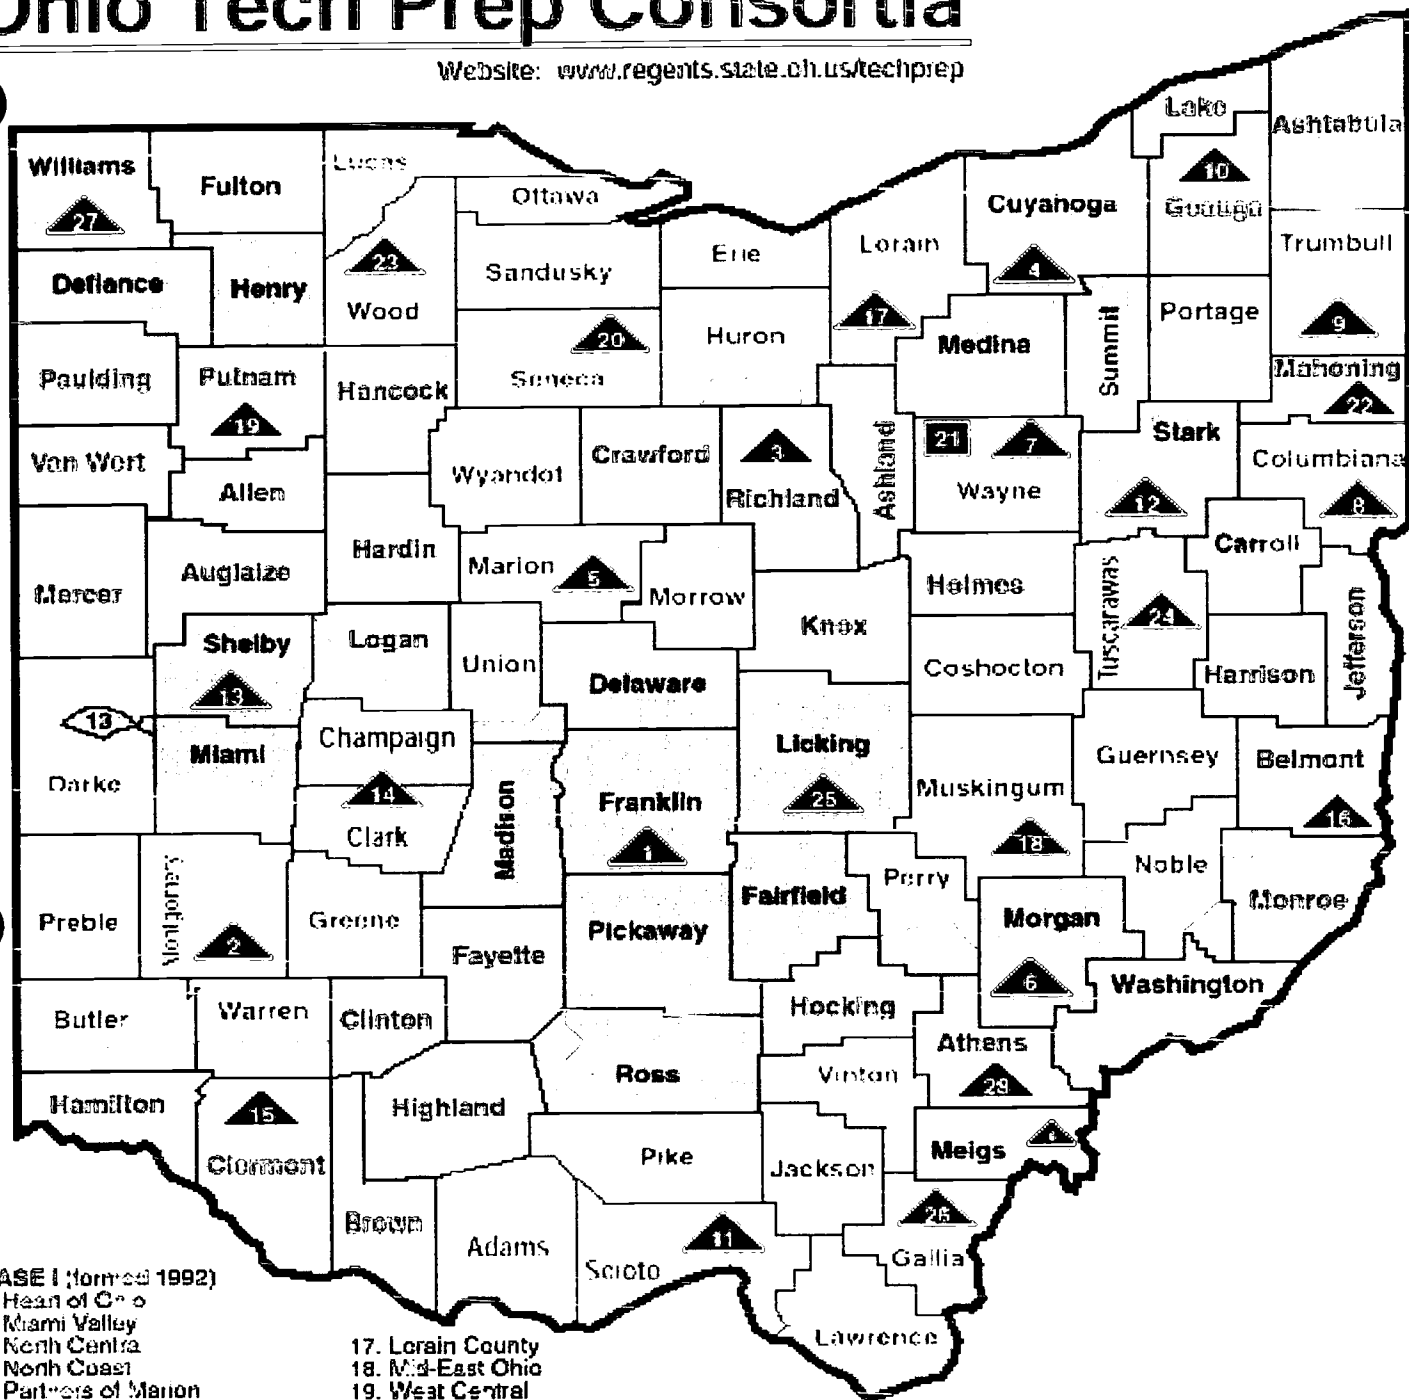 Ohio Tech Prep Consortia
Website: www.regents.state.oh.us/techprep
Lake
Ashtabula
Williams
Fulton
Lucas
Ottawa
10
Cuyahoga
Geauga
27
Erie
Lorain
Trumbull
Defiance
Henry
23
Sandusky
4
Wood
17
Portage
9
20
Huron
Medina
Summit
Paulding
Putnam
Hancock
Seneca
Mahoning
22
19
Stark
Van Wert
Wyandot
Crawford
3
Ashland
21
7
Columbiana
Allen
Richland
Wayne
12
8
Hardin
Carroll
Auglaize
Marion
5
Mercer
Morrow
Holmes
Tuscarawas
24
Jefferson
Shelby
Logan
Knox
Union
Coshocton
Harrison
13
Delaware
13
Champaign
Miami
Licking
Guernsey
Belmont
Darke
14
Madison
Franklin
25
Muskingum
16
Clark
1
18
Noble
Perry
Preble
Montgomery
2
Greene
Fairfield
Monroe
Pickaway
Morgan
Fayette
6
Washington
Butler
Warren
Clinton
Hocking
Athens
Ross
Vinton
Hamilton
15
Highland
Meigs
Clermont
Pike
Jackson
Brown
Adams
11
26
Scioto
Gallia
Lawrence
ASE I (formed 1992)
Heart of Ohio
Miami Valley
North Centra
North Coast
Partners of Marion
17. Lorain County
18. Mid-East Ohio
19. West Central